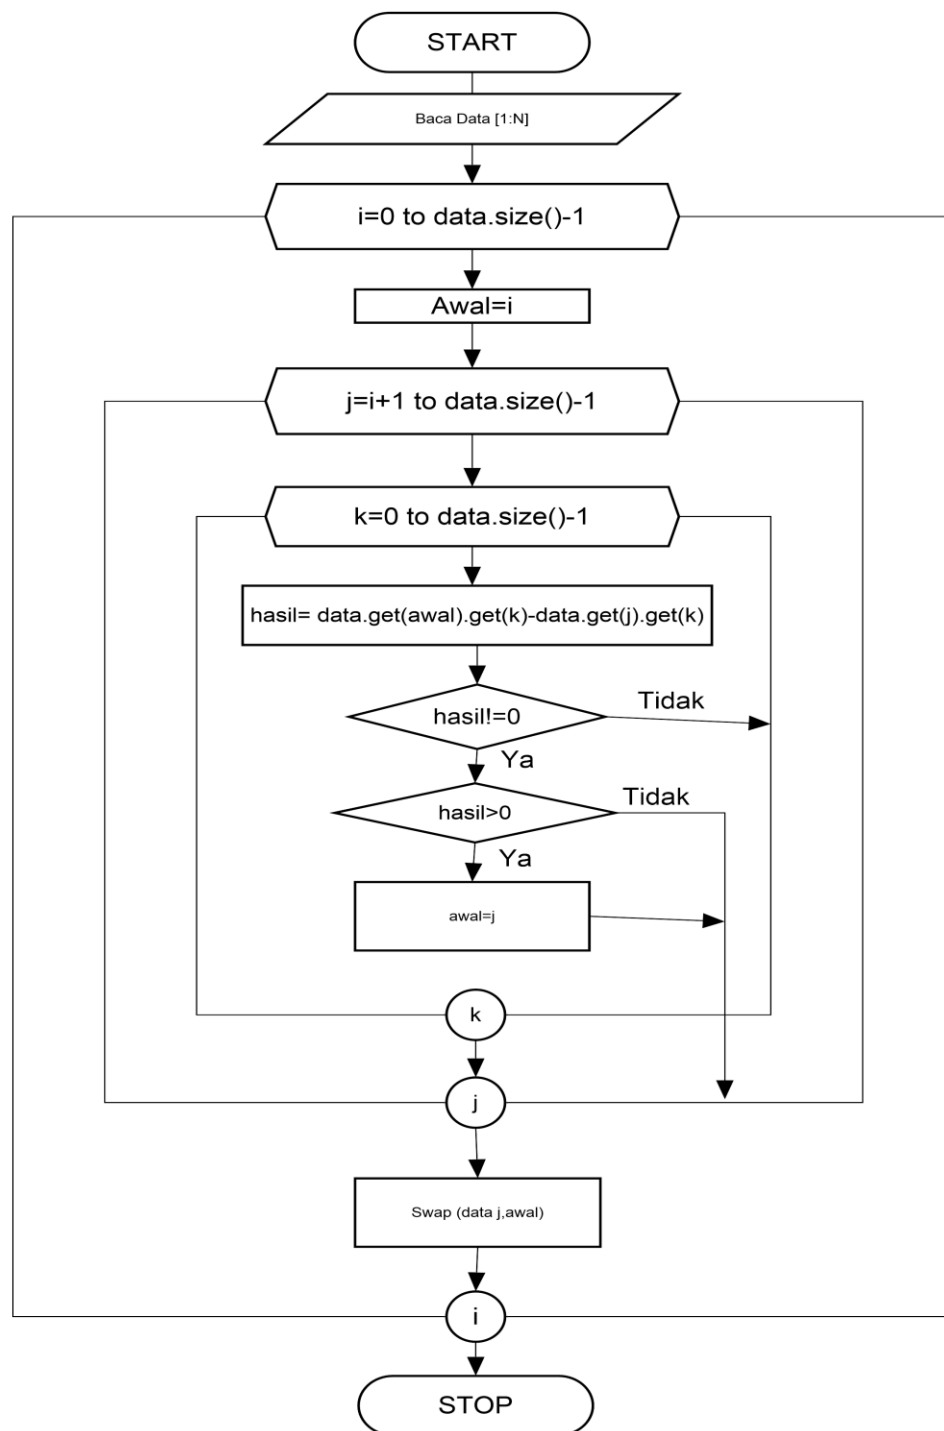 START
Baca Data [1:N]
i=0 to data.size()-1
Awal=i
j=i+1 to data.size()-1
k=0 to data.size()-1
hasil= data.get(awal).get(k)-data.get(j).get(k)
hasil!=0
Tidak
Ya
hasil>0
Tidak
Ya
awal=j
k
j
Swap (data j,awal)
i
STOP